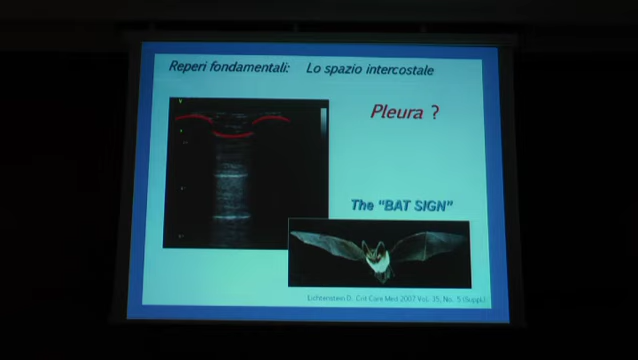 Reperi fondamentali: Lo spazio intercostale
Pleura ?
The "BAT SIGN"
Lichtenstein D. Crit Care Med 2007 Vol. 35, No. 5 (Suppl.)